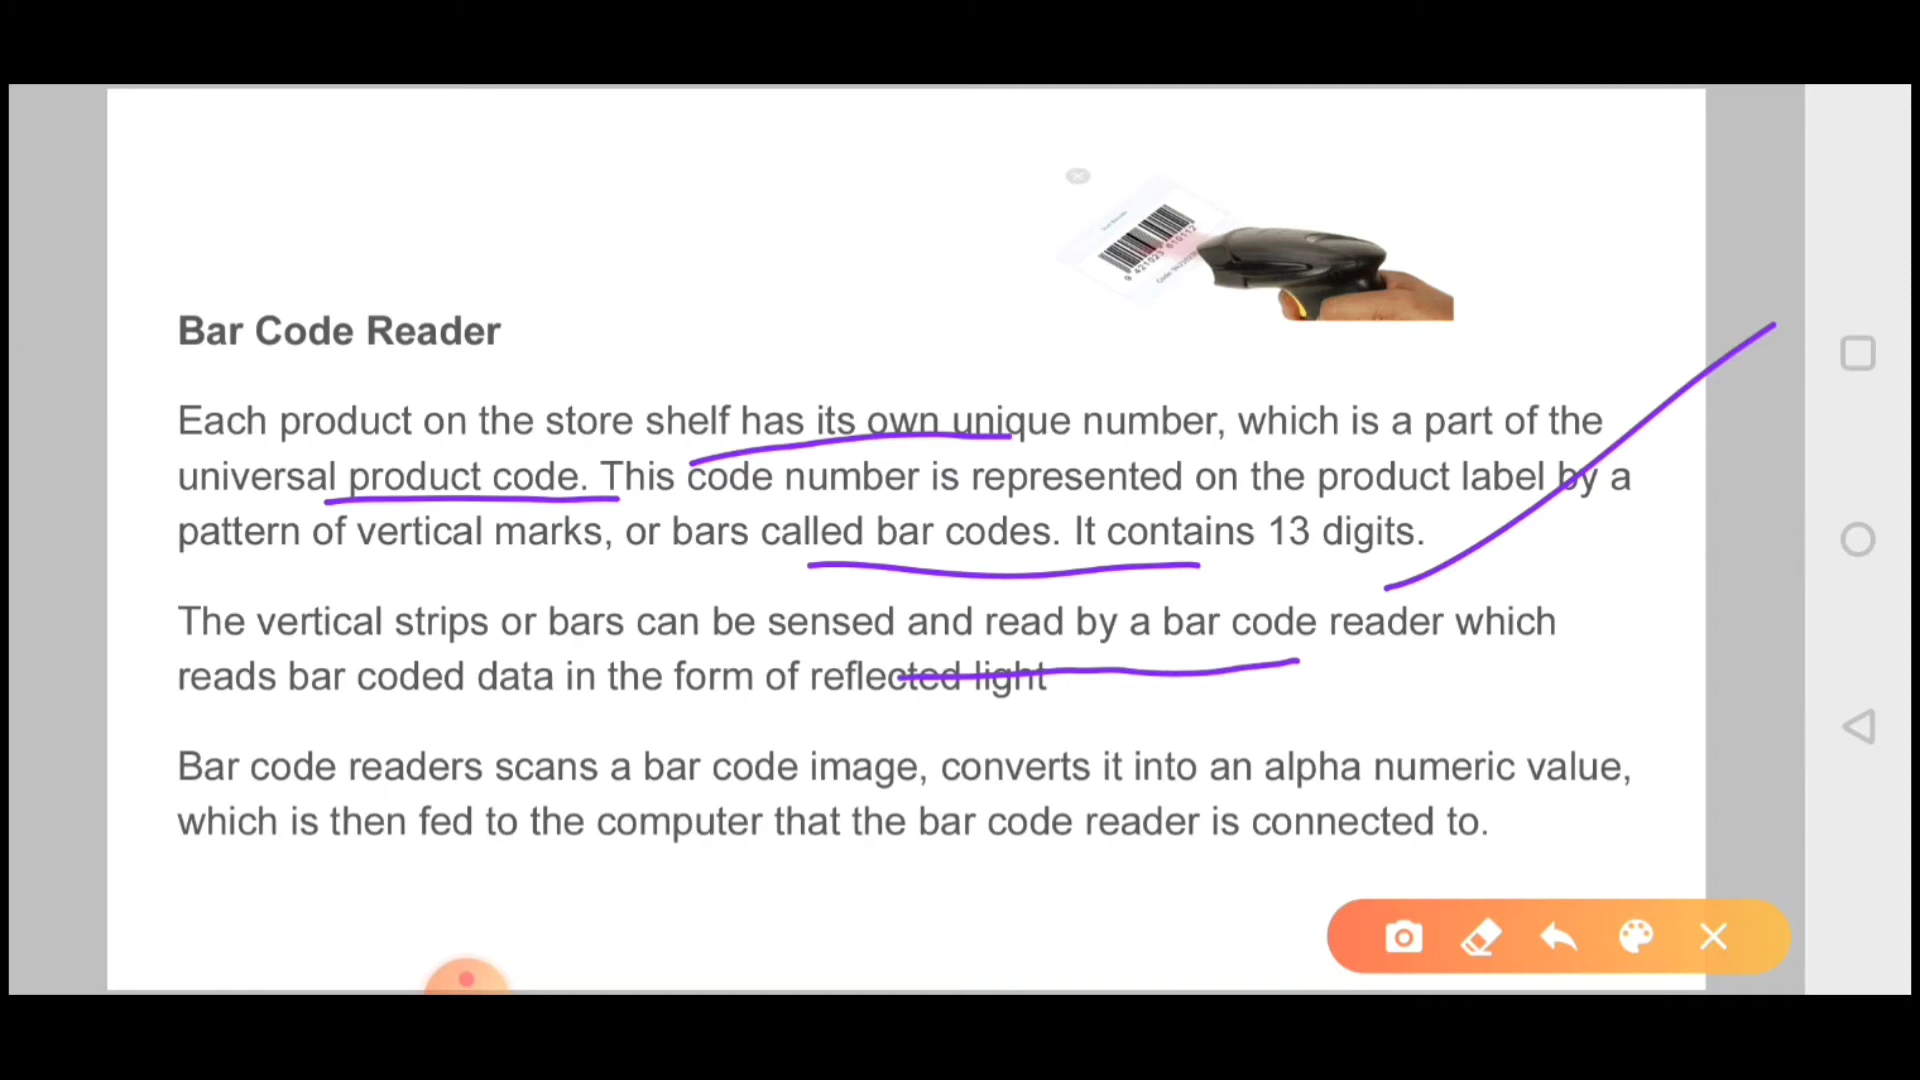 0 421023 610112
Bar Code Reader
Each product on the store shelf has its own unique number, which is a part of the
universal product code. This code number is represented on the product label by a
pattern of vertical marks, or bars called bar codes. It contains 13 digits.
The vertical strips or bars can be sensed and read by a bar code reader which
reads bar coded data in the form of reflected light
Bar code readers scans a bar code image, converts it into an alpha numeric value,
which is then fed to the computer that the bar code reader is connected to.